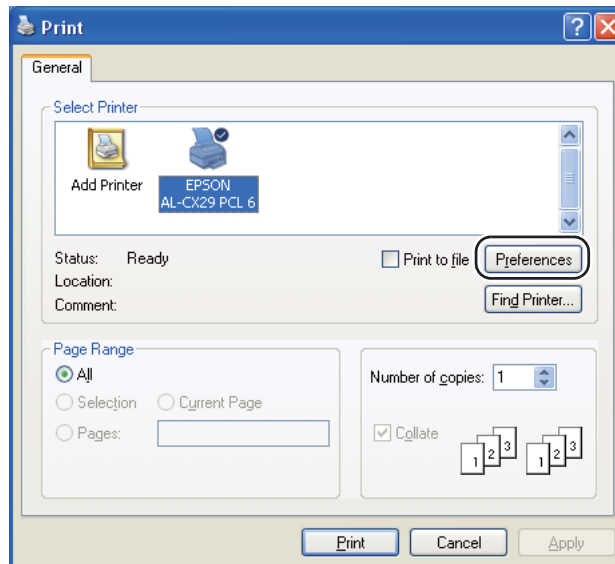 Print
General
Select Printer
Add Printer
EPSON
AL-CX29 PCL 6
Status: Ready
Print to file
Preferences
Location:
Comment:
Find Printer...
Page Range
All
Selection
Current Page
Pages:
Number of copies: 1
Collate
1 2 3 1 2 3
Print
Cancel
Apply